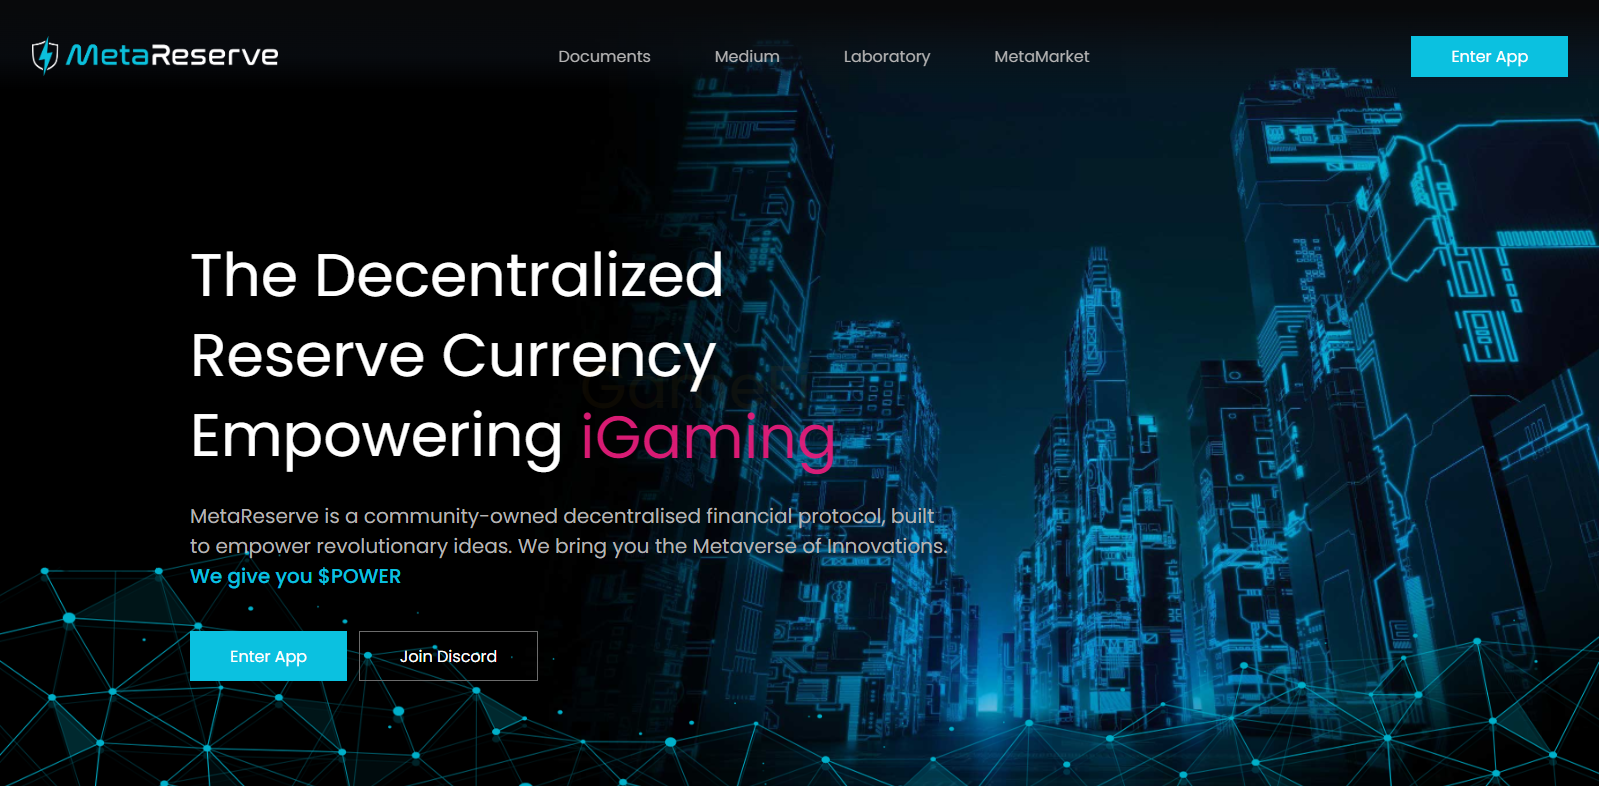 MetaReserve
Documents
Medium
Laboratory
MetaMarket
Enter App
The Decentralized
Reserve Currency
Empowering iGaming
MetaReserve is a community-owned decentralised financial protocol, built
to empower revolutionary ideas. We bring you the Metaverse of Innovations.
We give you $POWER
Enter App
Join Discord